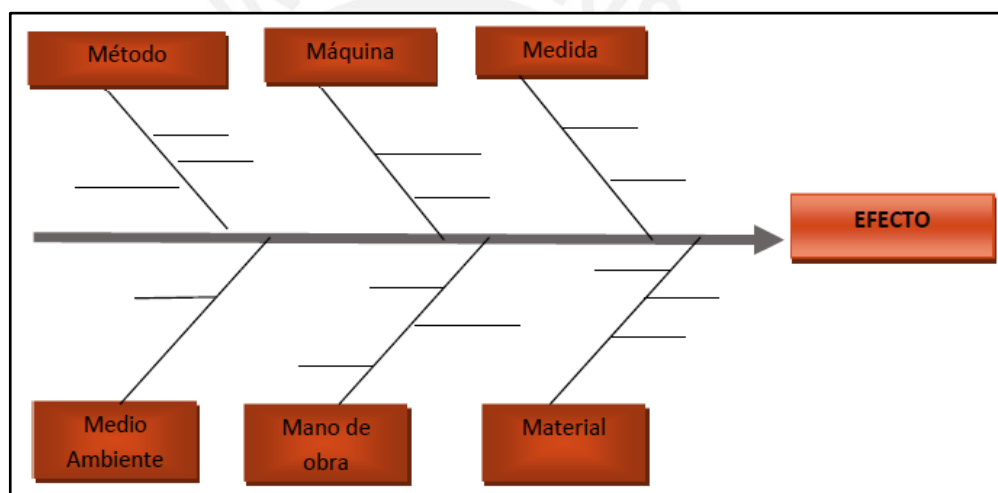 Método
Máquina
Medida
EFECTO
Medio
Ambiente
Mano de
obra
Material